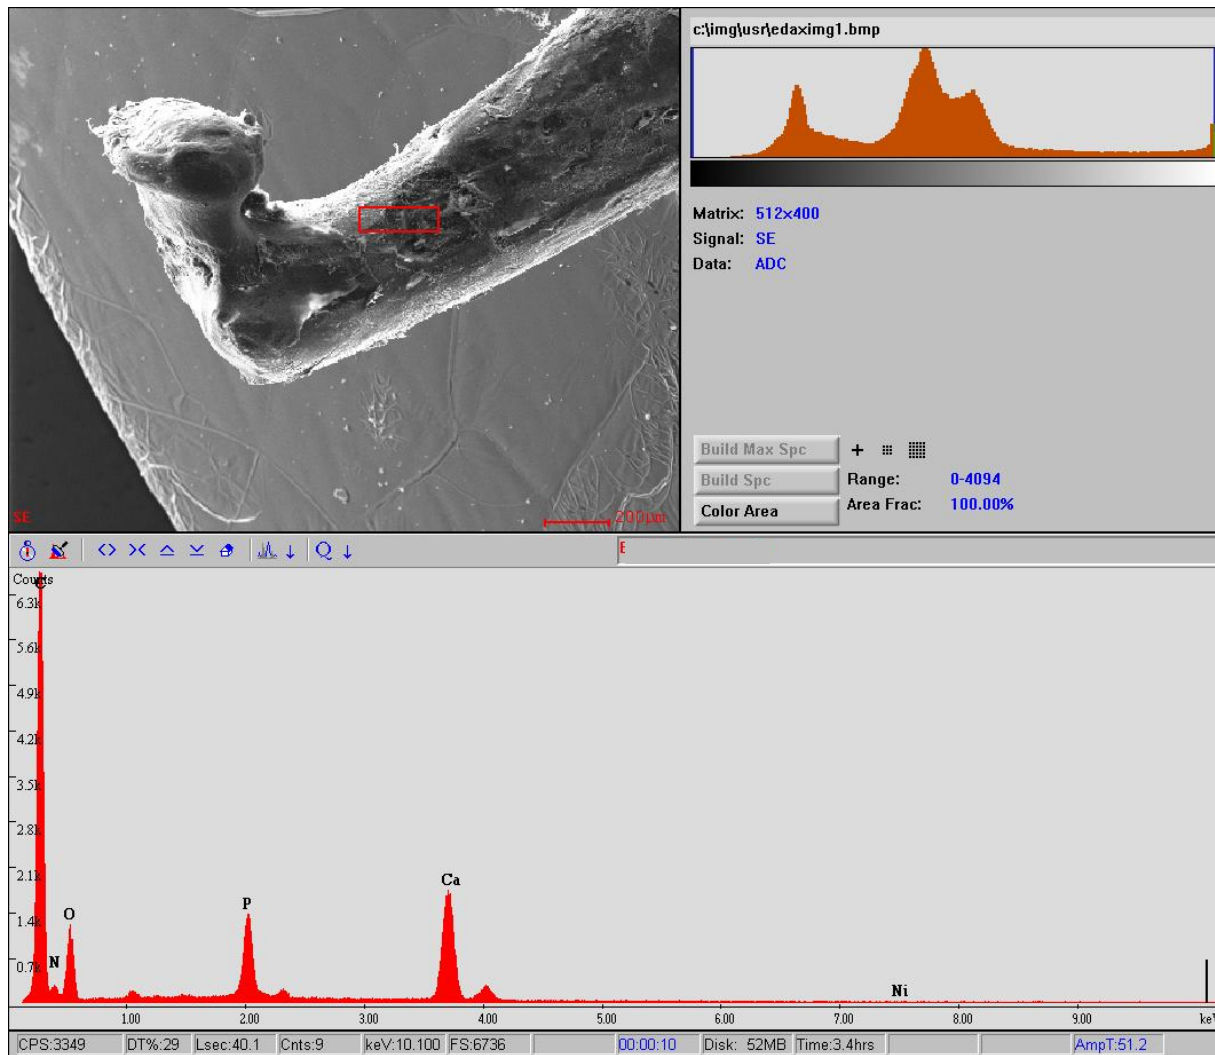 c:\img\usr\edaximg1.bmp
Matrix: 512x400
Signal: SE
Data: ADC
Build Max Spc
Build Spc
Range: 0-4094
Color Area
Area Frac: 100.00%
SE
200µm
E
Counts
C
6.3k
5.6k
4.9k
4.2k
3.5k
2.8k
2.1k
1.4k
0.7k
N
O
P
Ca
Ni
1.00 2.00 3.00 4.00 5.00 6.00 7.00 8.00 9.00 keV
CPS:3349 DT%:29 Lsec:40.1 Cnts:9 keV:10.100 FS:6736 00:00:10 Disk: 52MB Time:3.4hrs AmpT:51.2